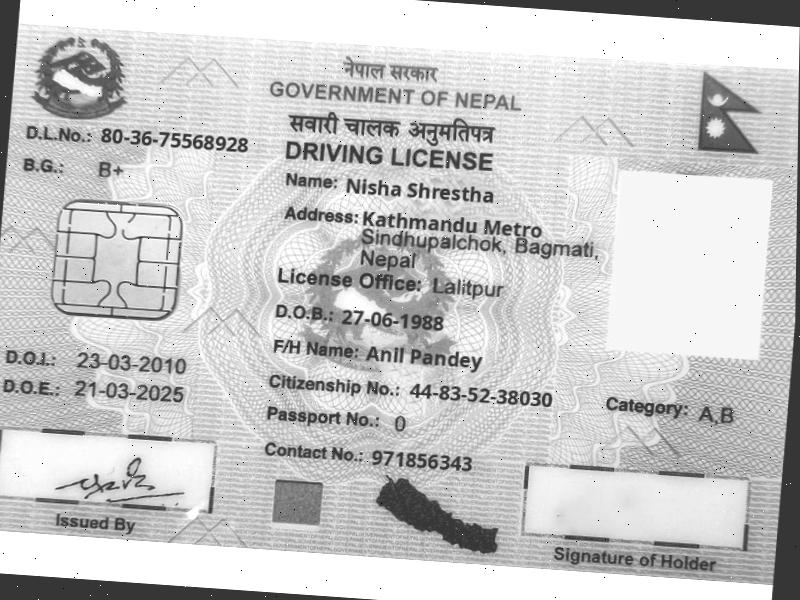 नेपाल सरकार
GOVERNMENT OF NEPAL
सवारी चालक अनुमतिपत्र
DRIVING LICENSE
D.L.No.: 80-36-75568928
B.G.: B+
Name: Nisha Shrestha
Address: Kathmandu Metro
Sindhupalchok, Bagmati,
Nepal
License Office: Lalitpur
D.O.B.: 27-06-1988
F/H Name: Anil Pandey
D.O.I.: 23-03-2010
D.O.E.: 21-03-2025
Citizenship No.: 44-83-52-38030
Category: A,B
Passport No.: 0
Contact No.: 971856343
Issued By
Signature of Holder